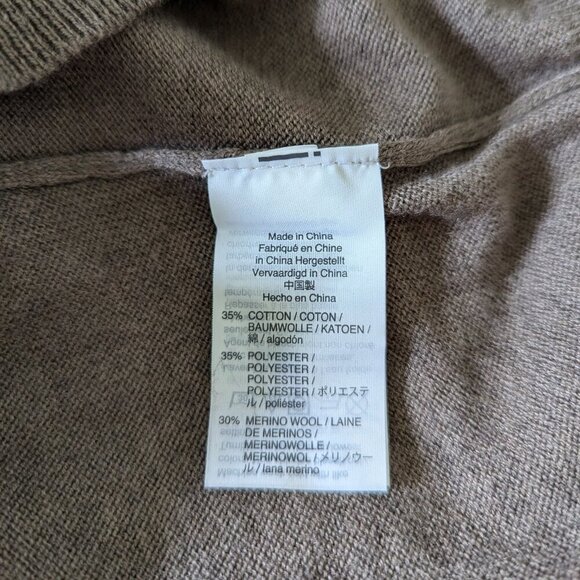 Made in China
Fabriqué en Chine
in China Hergestellt
Vervaardigd in China
中国製
Hecho en China
35% COTTON / COTON /
BAUMWOLLE / KATOEN /
綿 / algodón
35% POLYESTER /
POLYESTER /
POLYESTER /
POLYESTER / ポリエステ
ル / poliéster
30% MERINO WOOL / LAINE
DE MERINOS /
MERINOWOLLE /
MERINOWOL / メリノウー
ル / lana merino